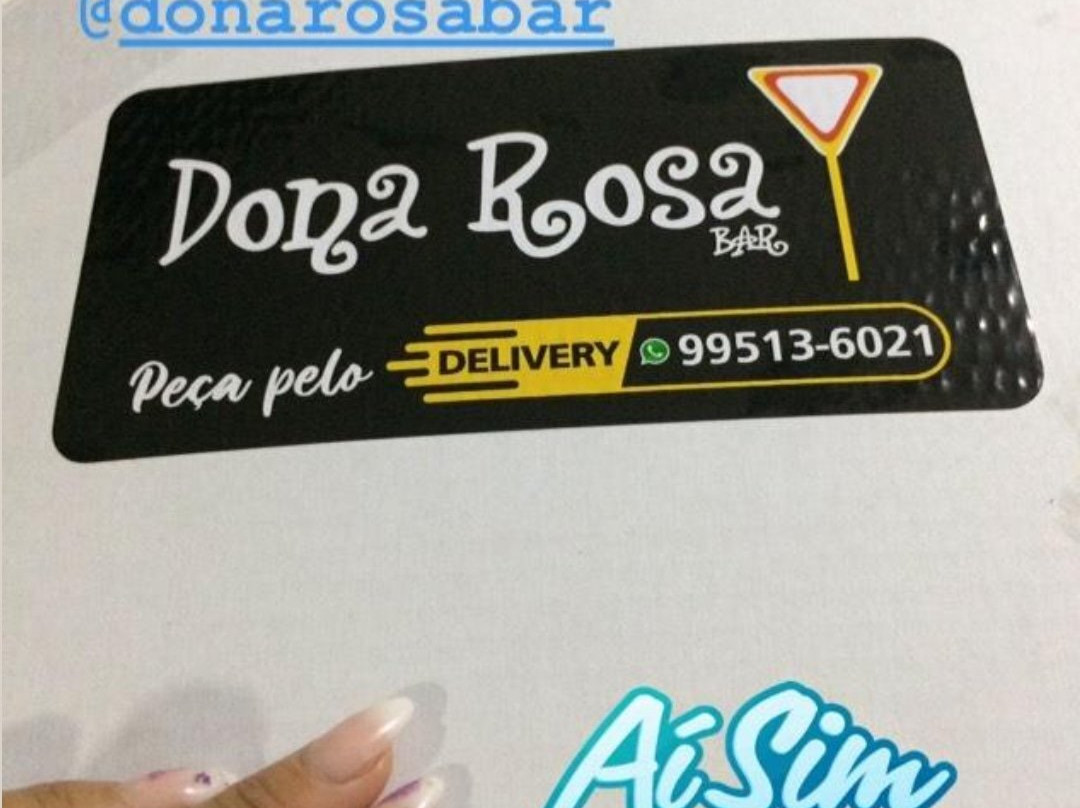 @donarosabar
Dona Rosa
BAR
Peça pelo DELIVERY 99513-6021
Aí Sim